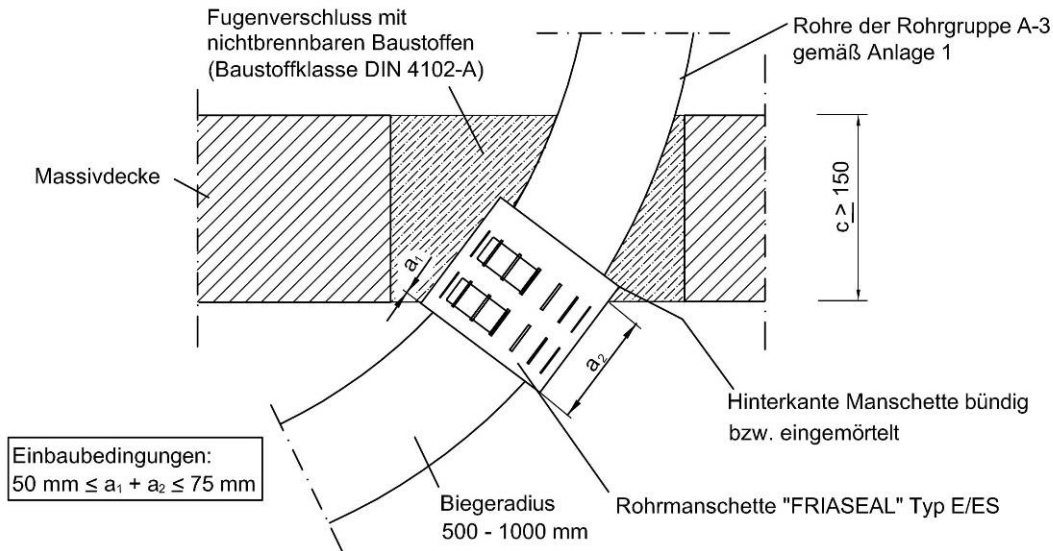 Fugenverschluss mit
nichtbrennbaren Baustoffen
(Baustoffklasse DIN 4102-A)
Rohre der Rohrgruppe A-3
gemäß Anlage 1
Massivdecke
c ≥ 150
a₁
a₂
Hinterkante Manschette bündig
bzw. eingemörtelt
Einbaubedingungen:
50 mm ≤ a₁ + a₂ ≤ 75 mm
Biegeradius
500 - 1000 mm
Rohrmanschette "FRIASEAL" Typ E/ES